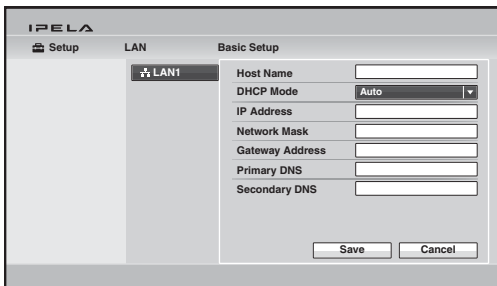 IPELA
Setup LAN Basic Setup
LAN1
Host Name
DHCP Mode Auto
IP Address
Network Mask
Gateway Address
Primary DNS
Secondary DNS
Save Cancel